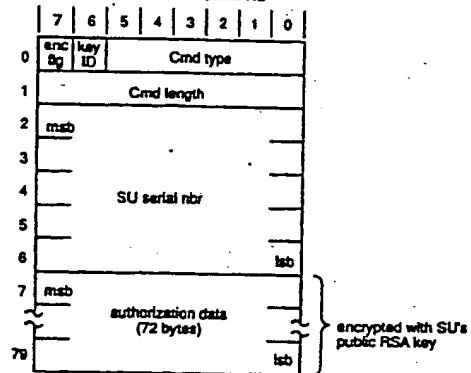 7 6 5 4 3 2 1 0
0 enc flg key ID Cmd type
1 Cmd length
2 msb
3
4 SU serial nbr
5
6 lsb
7 msb
authorization data
(72 bytes)
encrypted with SU's
public RSA key
79 lsb